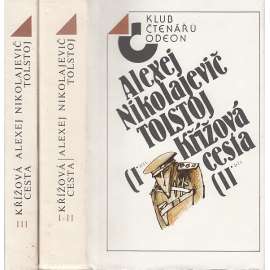 KŘÍŽOVÁ CESTA III
ALEXEJ NIKOLAJEVIČ TOLSTOJ
KŘÍŽOVÁ CESTA I-II
ALEXEJ NIKOLAJEVIČ TOLSTOJ
KLUB
ČTENÁŘŮ
ODEON
Alexej
Nikolajevič
TOLSTOJ
Křížová
cesta